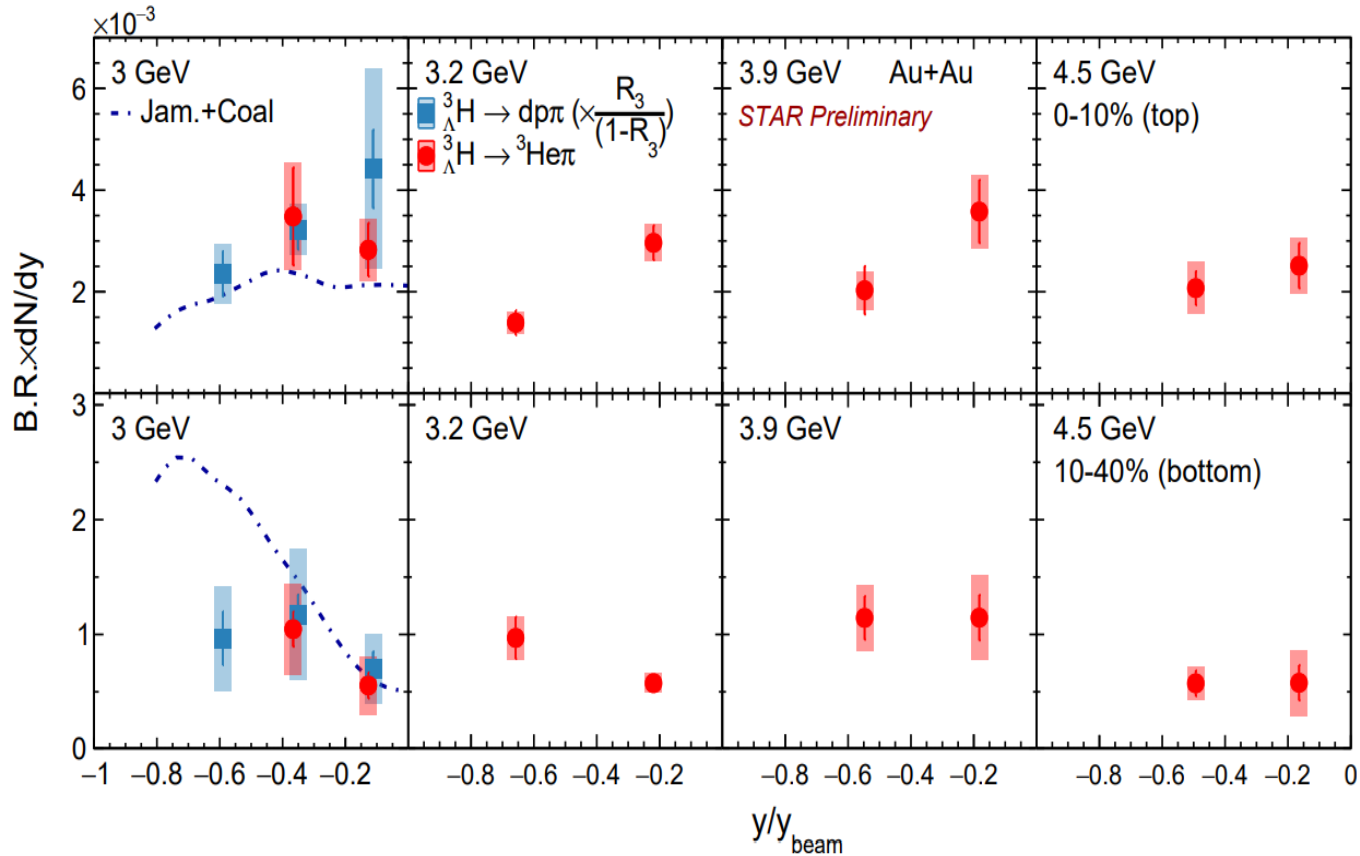 ×10⁻³
3 GeV
Jam.+Coal
3.2 GeV
³ΛH → dpπ (×R₃/(1-R₃))
³ΛH → ³Heπ
3.9 GeV Au+Au
STAR Preliminary
4.5 GeV
0-10% (top)
6
4
2
B.R.×dN/dy
3 GeV
3.2 GeV
3.9 GeV
4.5 GeV
10-40% (bottom)
3
2
1
0
−1 −0.8 −0.6 −0.4 −0.2 −0.8 −0.6 −0.4 −0.2 −0.8 −0.6 −0.4 −0.2 −0.8 −0.6 −0.4 −0.2 0
y/y_beam